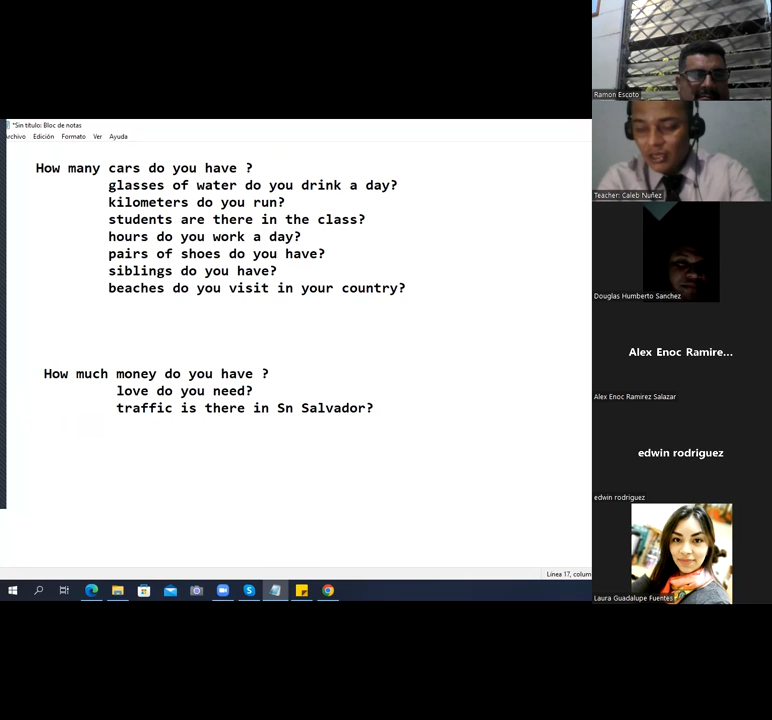 *Sin título: Bloc de notas
Archivo Edición Formato Ver Ayuda
How many cars do you have ?
glasses of water do you drink a day?
kilometers do you run?
students are there in the class?
hours do you work a day?
pairs of shoes do you have?
siblings do you have?
beaches do you visit in your country?
How much money do you have ?
love do you need?
traffic is there in Sn Salvador?
Línea 17, colum
Ramon Escoto
Teacher: Caleb Nuñez
Douglas Humberto Sanchez
Alex Enoc Ramire...
Alex Enoc Ramirez Salazar
edwin rodriguez
edwin rodriguez
Laura Guadalupe Fuentes